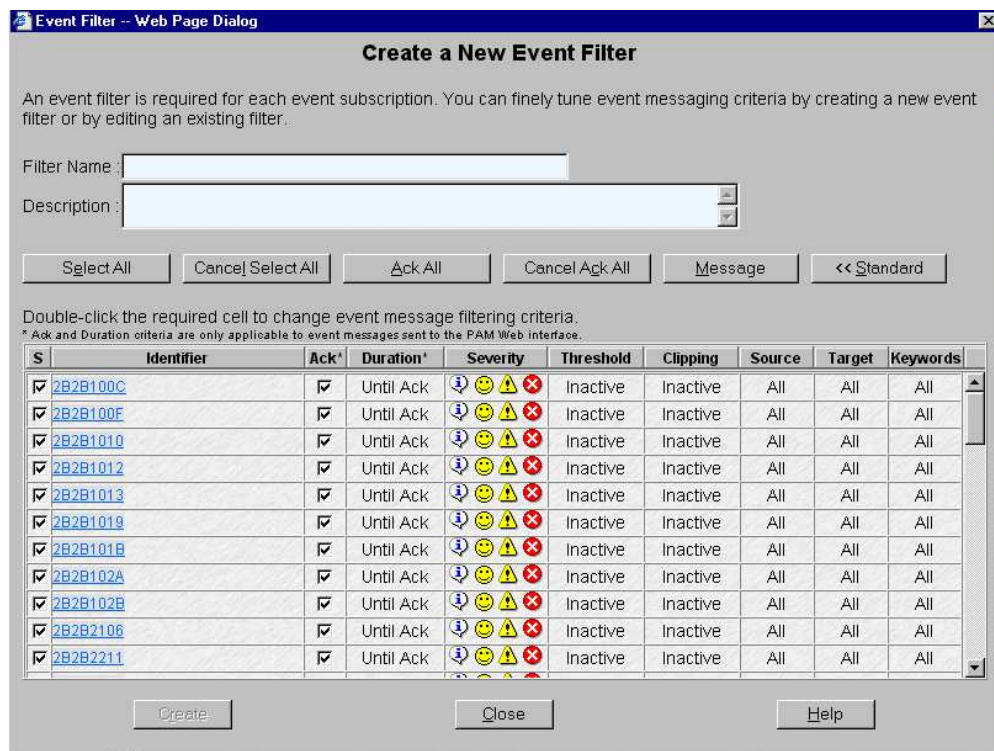 Event Filter -- Web Page Dialog
Create a New Event Filter
An event filter is required for each event subscription. You can finely tune event messaging criteria by creating a new event
filter or by editing an existing filter.
Filter Name :
Description :
Select All Cancel Select All Ack All Cancel Ack All Message << Standard
Double-click the required cell to change event message filtering criteria.
* Ack and Duration criteria are only applicable to event messages sent to the PAM Web interface.
S Identifier Ack* Duration* Severity Threshold Clipping Source Target Keywords
2B2B100C Until Ack Inactive Inactive All All All
2B2B100F Until Ack Inactive Inactive All All All
2B2B1010 Until Ack Inactive Inactive All All All
2B2B1012 Until Ack Inactive Inactive All All All
2B2B1013 Until Ack Inactive Inactive All All All
2B2B1019 Until Ack Inactive Inactive All All All
2B2B101B Until Ack Inactive Inactive All All All
2B2B102A Until Ack Inactive Inactive All All All
2B2B102B Until Ack Inactive Inactive All All All
2B2B2106 Until Ack Inactive Inactive All All All
2B2B2211 Until Ack Inactive Inactive All All All
Create Close Help